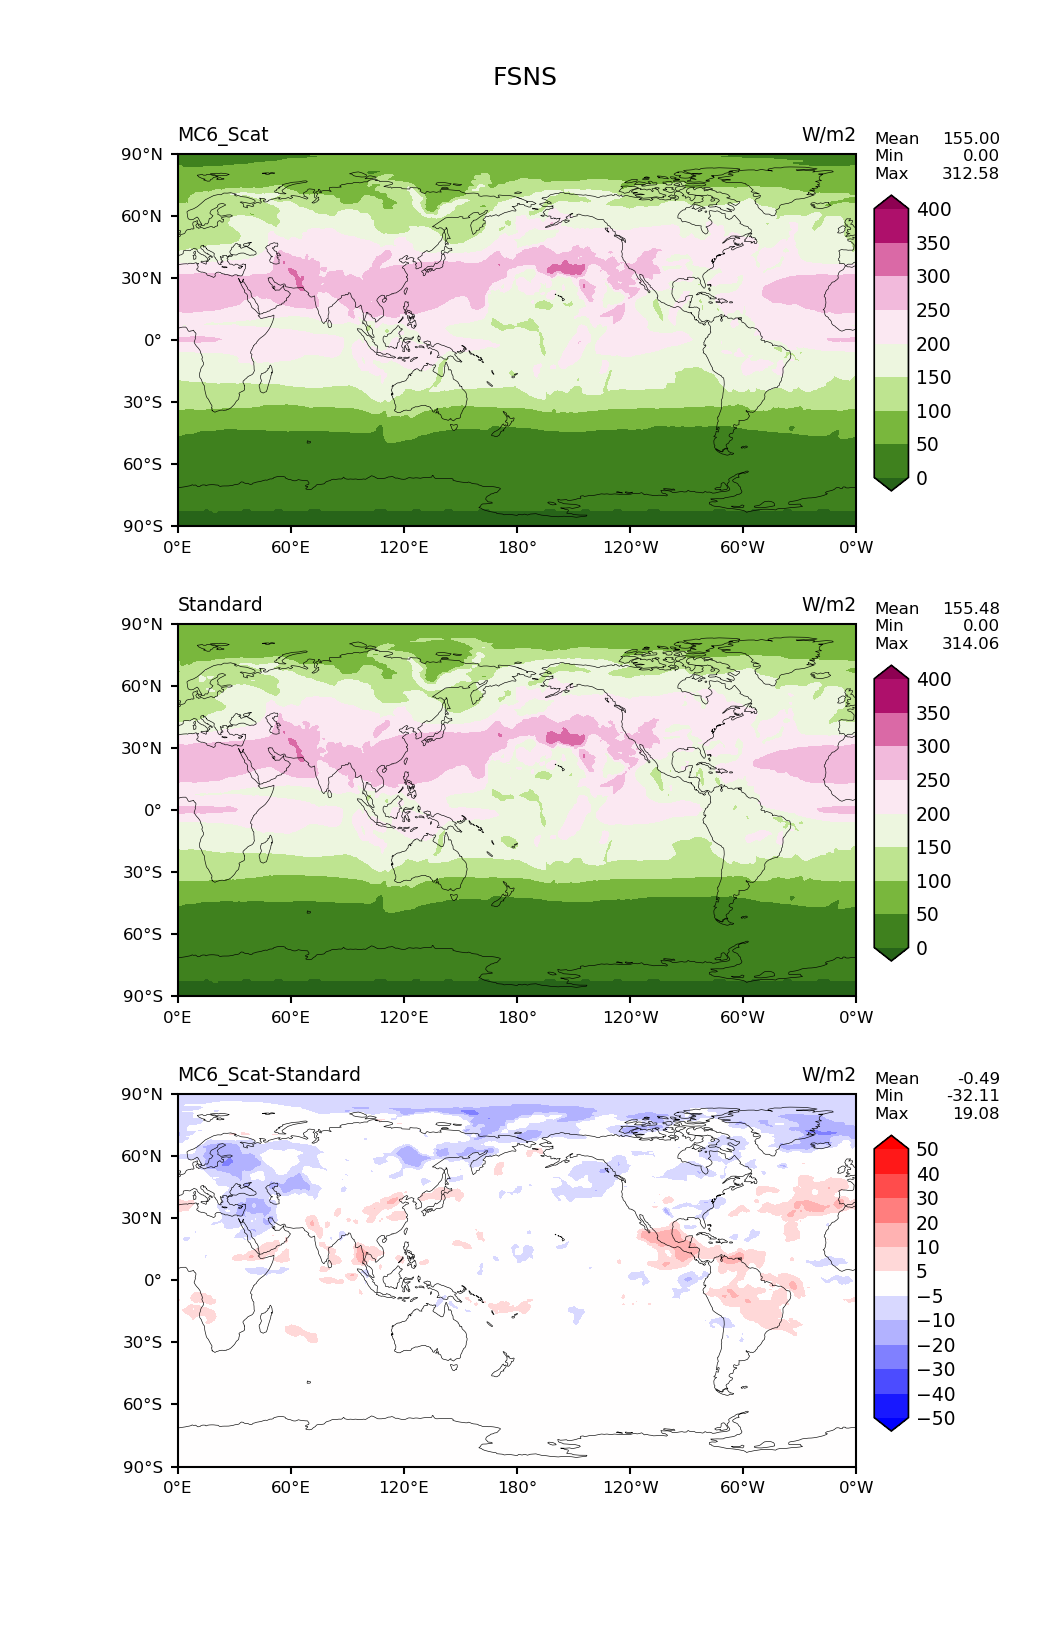 FSNS
MC6_Scat W/m2
Mean 155.00
Min 0.00
Max 312.58
90°N
60°N
30°N
0°
30°S
60°S
90°S
0°E 60°E 120°E 180° 120°W 60°W 0°W
400
350
300
250
200
150
100
50
0
Standard W/m2
Mean 155.48
Min 0.00
Max 314.06
90°N
60°N
30°N
0°
30°S
60°S
90°S
0°E 60°E 120°E 180° 120°W 60°W 0°W
400
350
300
250
200
150
100
50
0
MC6_Scat-Standard W/m2
Mean -0.49
Min -32.11
Max 19.08
90°N
60°N
30°N
0°
30°S
60°S
90°S
0°E 60°E 120°E 180° 120°W 60°W 0°W
50
40
30
20
10
5
−5
−10
−20
−30
−40
−50